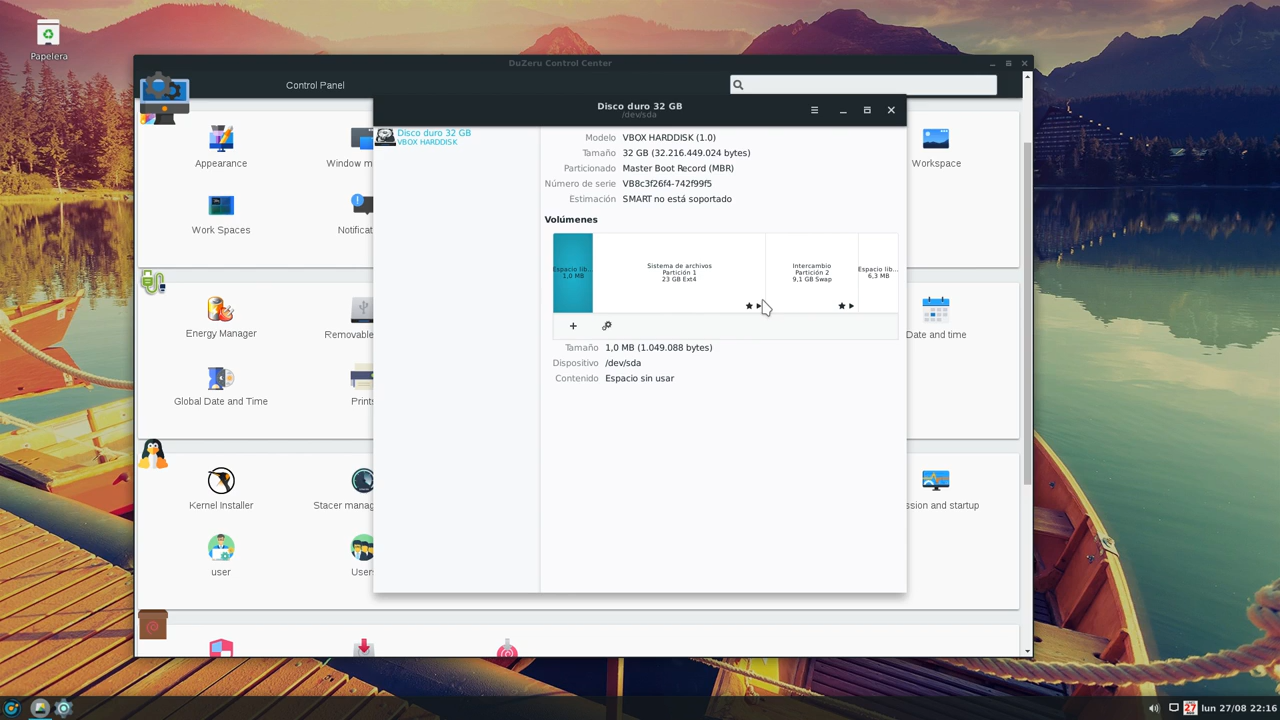 Papelera
DuZeru Control Center
Control Panel
Disco duro 32 GB
/dev/sda
Disco duro 32 GB
VBOX HARDDISK
Modelo VBOX HARDDISK (1.0)
Tamaño 32 GB (32.216.449.024 bytes)
Particionado Master Boot Record (MBR)
Número de serie VB8c3f26f4-742f99f5
Estimación SMART no está soportado
Volúmenes
Espacio lib...
1,0 MB
Sistema de archivos
Partición 1
23 GB Ext4
Intercambio
Partición 2
9,1 GB Swap
Espacio lib...
6,3 MB
Tamaño 1,0 MB (1.049.088 bytes)
Dispositivo /dev/sda
Contenido Espacio sin usar
Appearance
Window m
Workspace
Work Spaces
Notificat
Energy Manager
Removable
Date and time
Global Date and Time
Prints
Kernel Installer
Stacer manag
ssion and startup
user
Users
27
lun 27/08 22:16